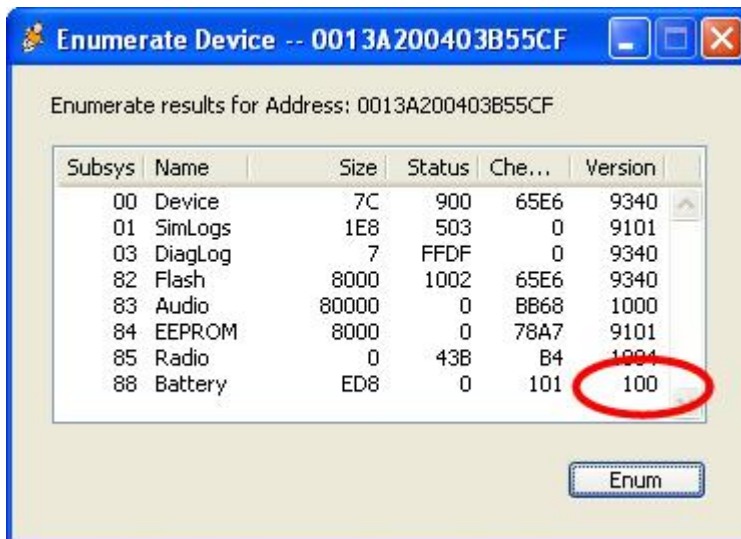 Enumerate Device -- 0013A200403B55CF
Enumerate results for Address: 0013A200403B55CF
Subsys Name Size Status Che... Version
00 Device 7C 900 65E6 9340
01 SimLogs 1E8 503 0 9101
03 DiagLog 7 FFDF 0 9340
82 Flash 8000 1002 65E6 9340
83 Audio 80000 0 BB68 1000
84 EEPROM 8000 0 78A7 9101
85 Radio 0 43B B4 1094
88 Battery ED8 0 101 100
Enum